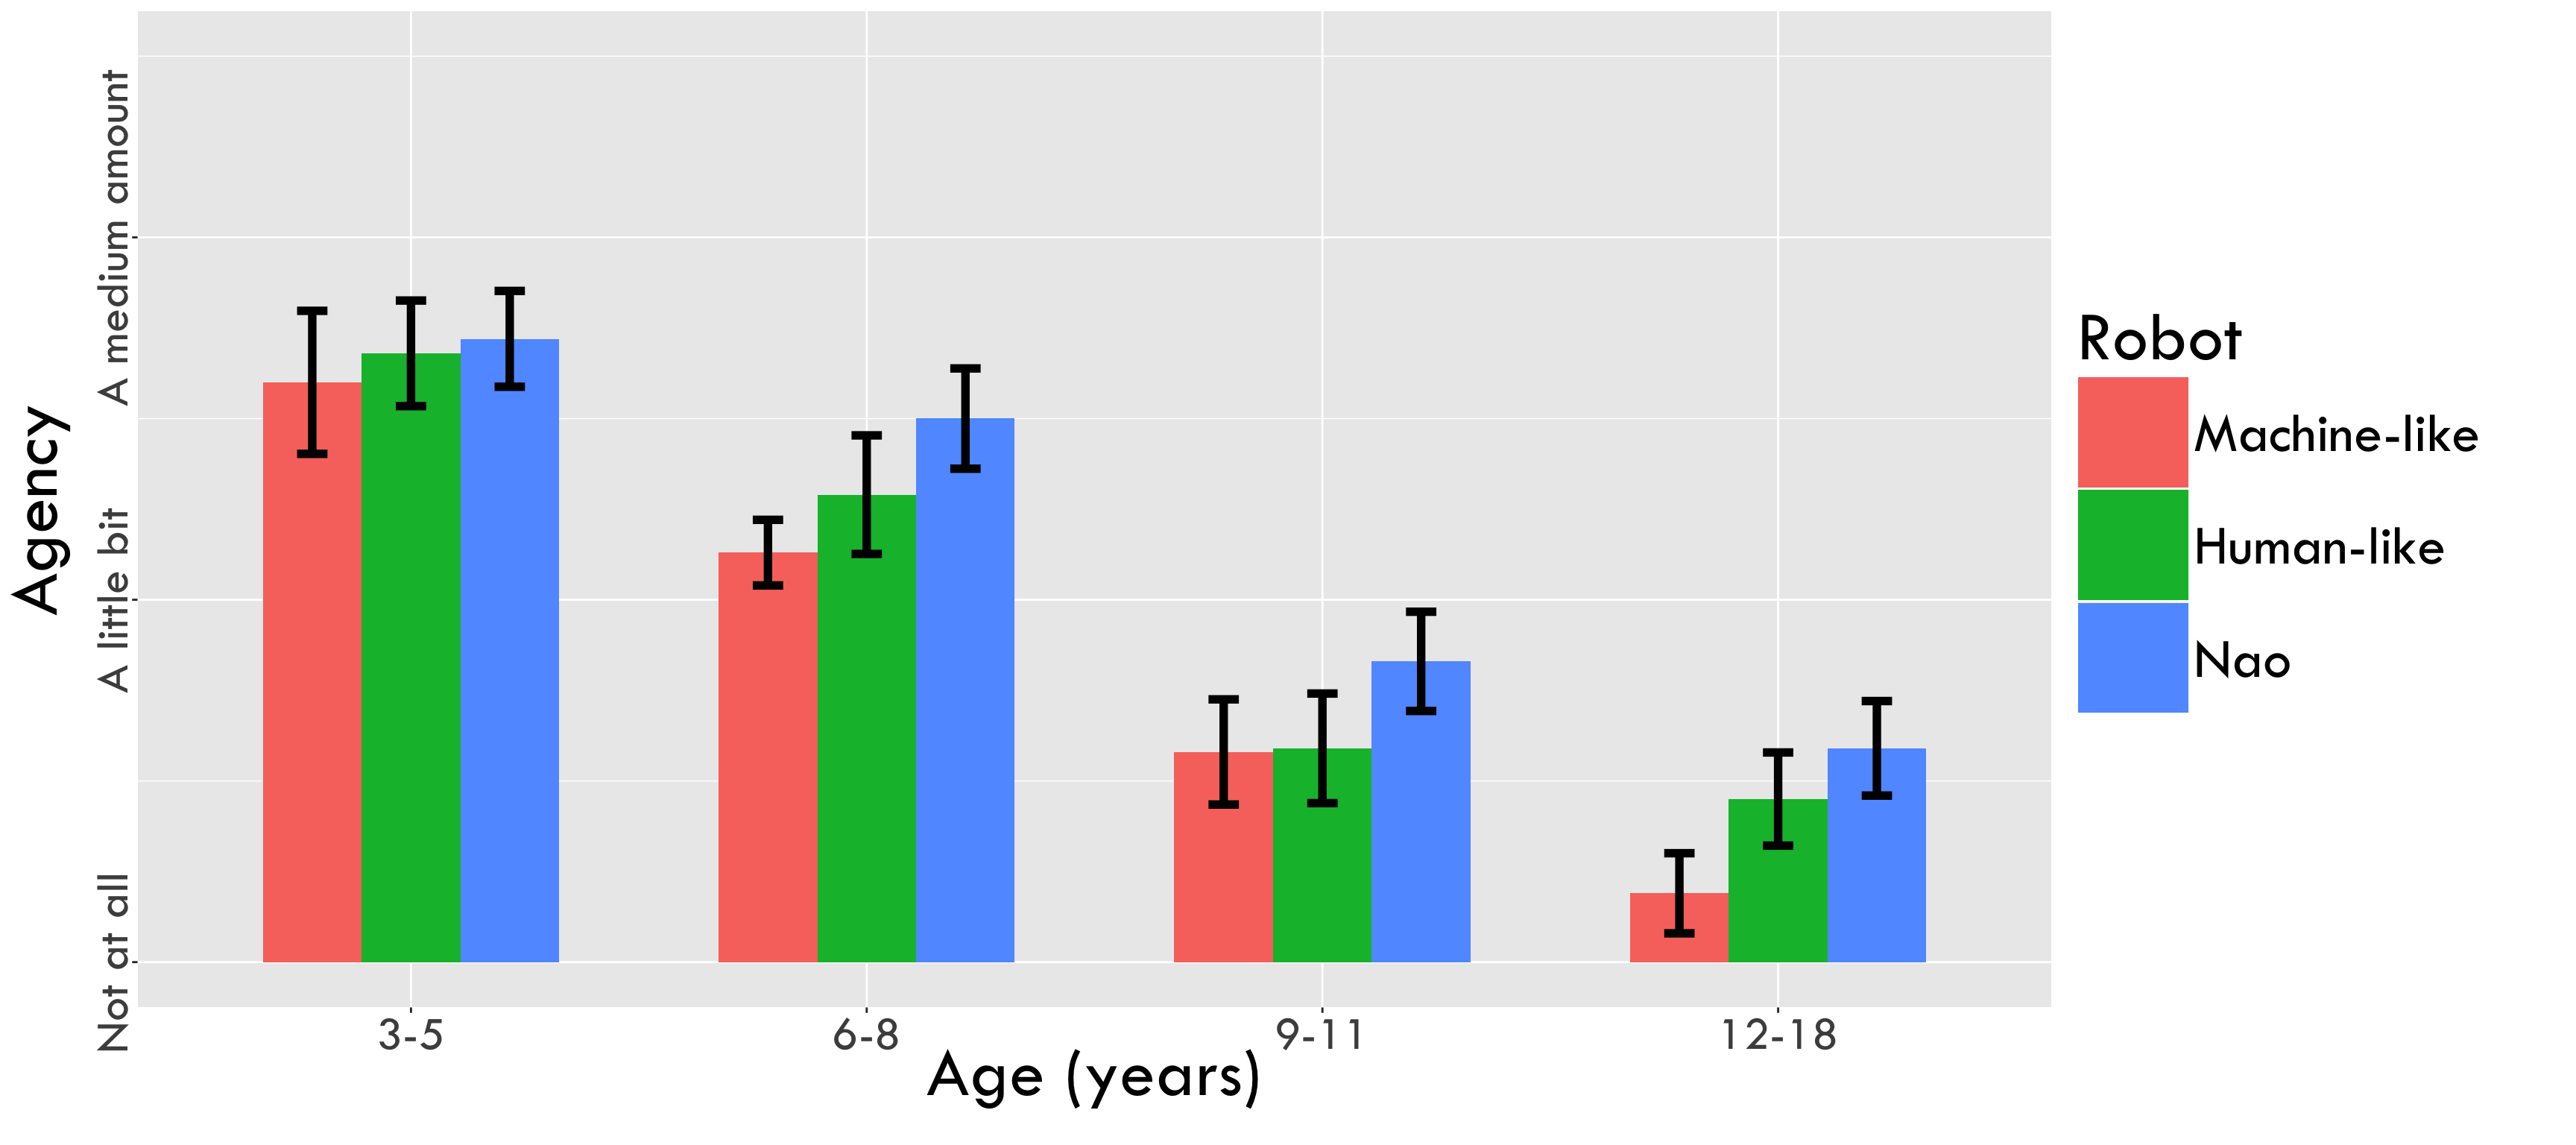 Agency
A medium amount
A little bit
Not at all
3-5
6-8
9-11
12-18
Age (years)
Robot
Machine-like
Human-like
Nao